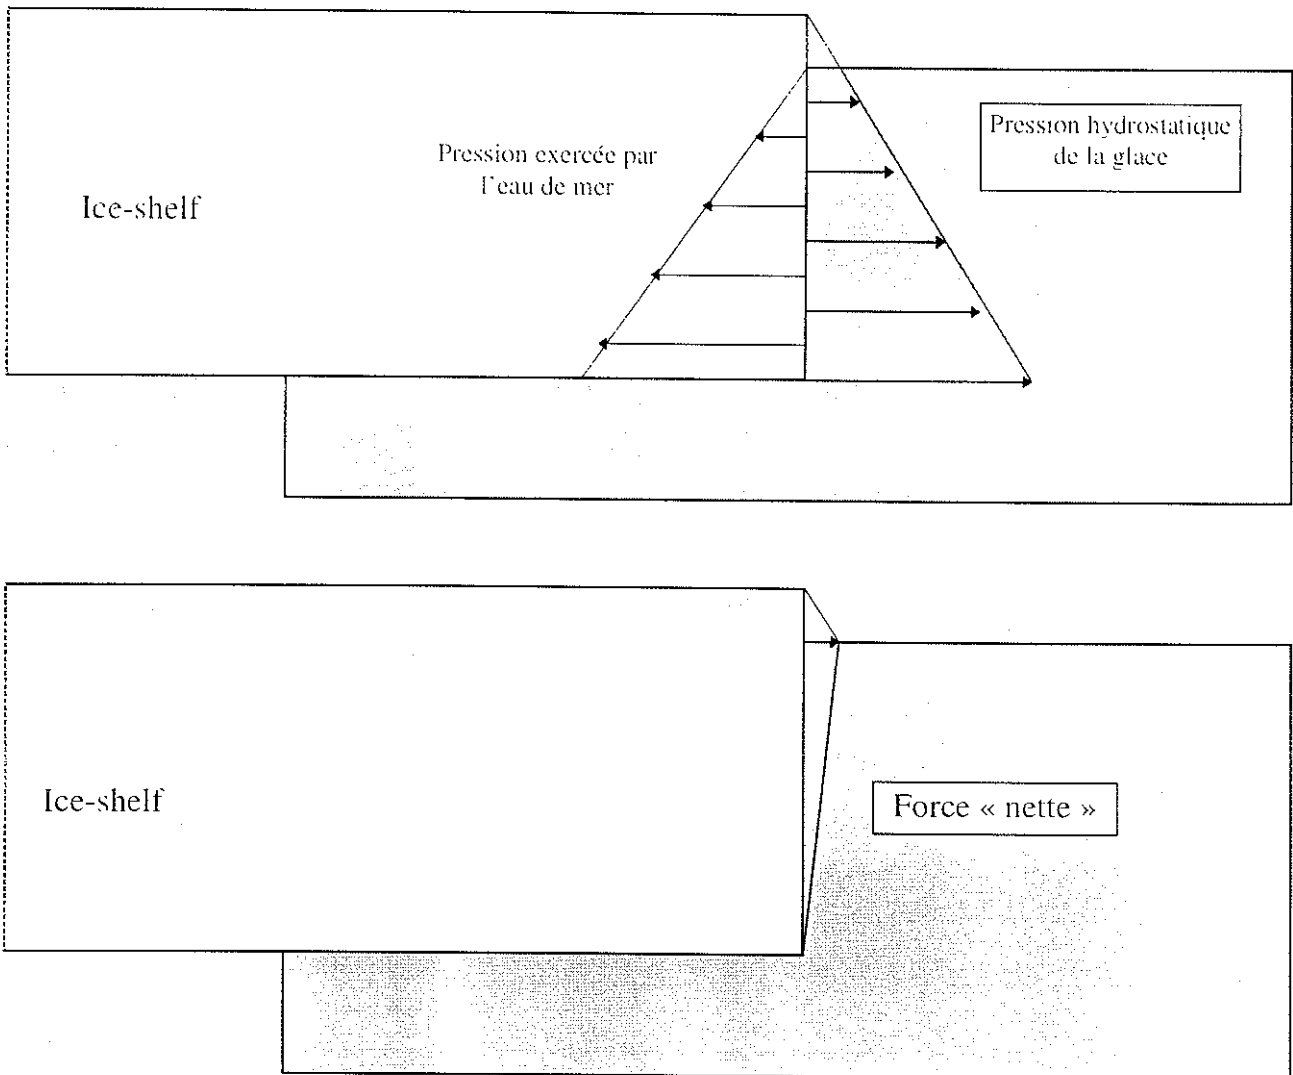 Pression hydrostatique
de la glace
Pression exercée par
l'eau de mer
Ice-shelf
Ice-shelf
Force « nette »